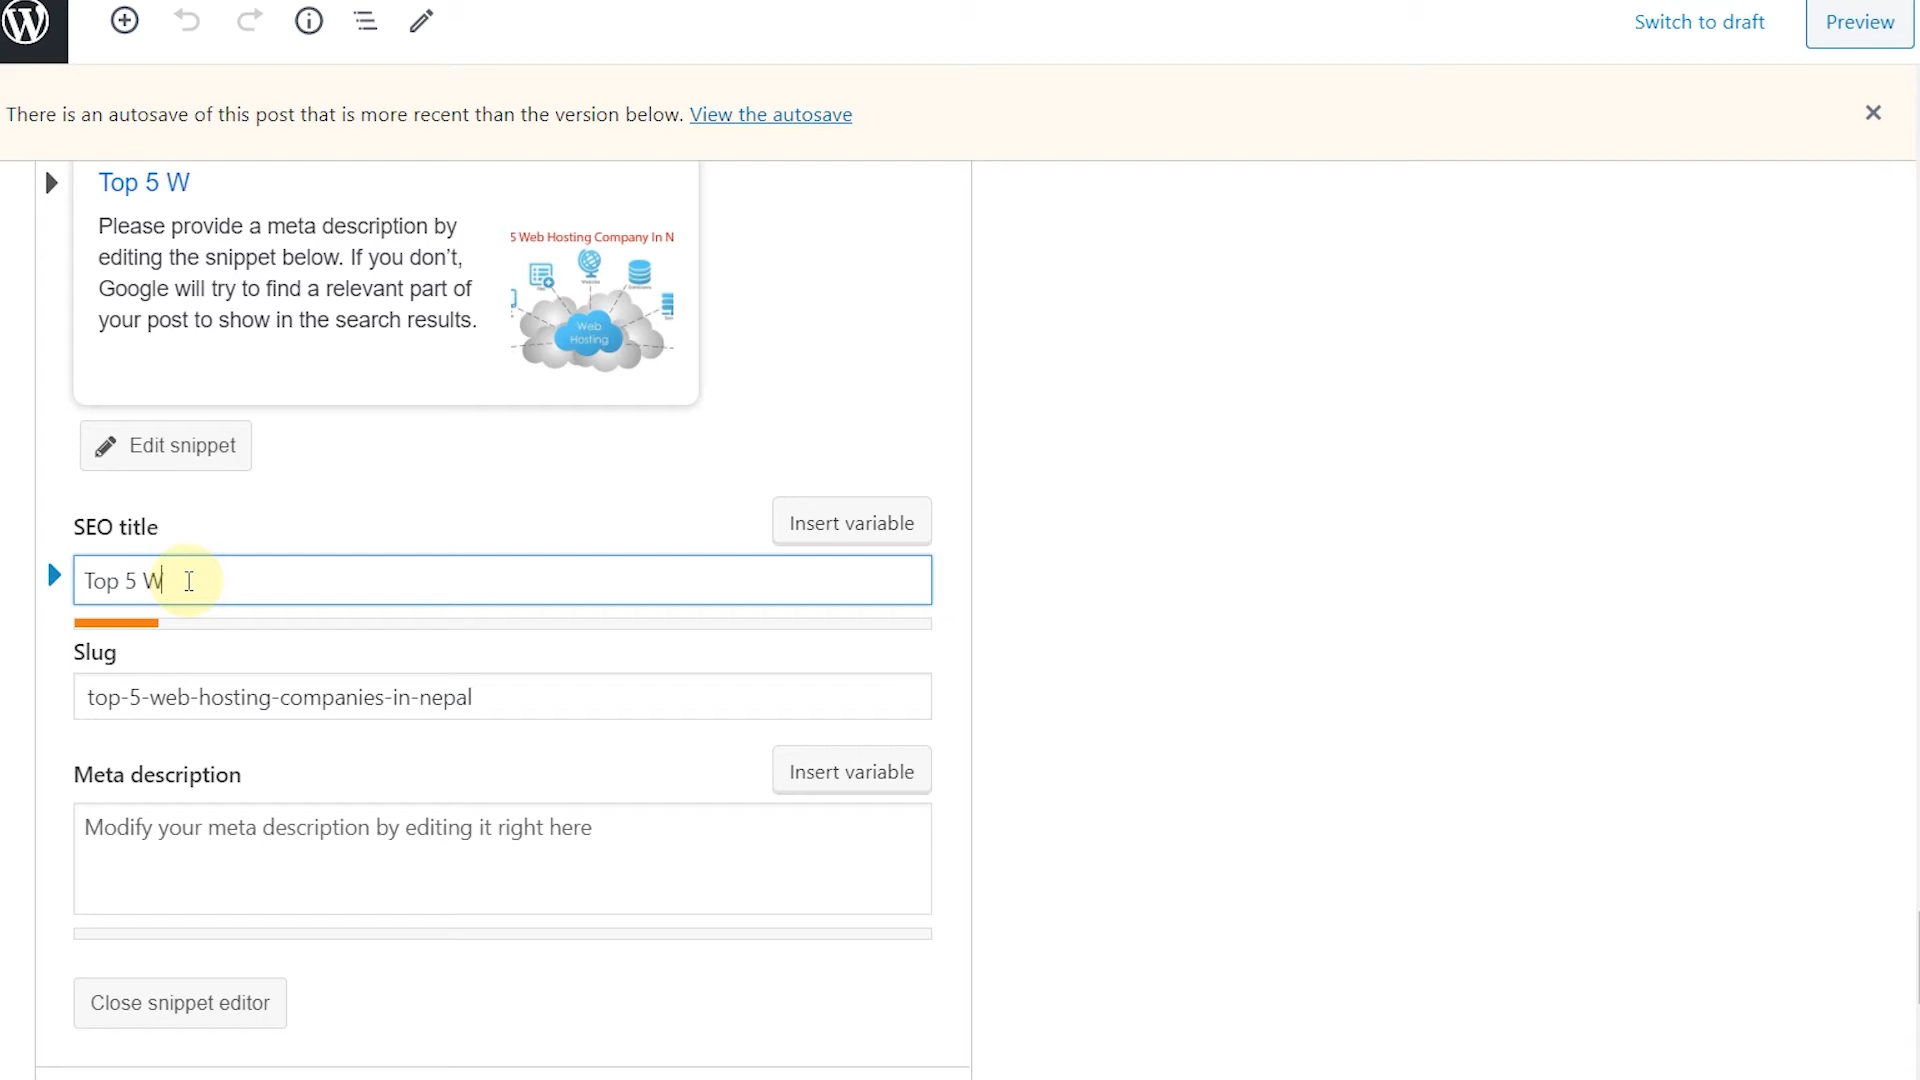 Switch to draft
Preview
There is an autosave of this post that is more recent than the version below. View the autosave
Top 5 W
Please provide a meta description by
editing the snippet below. If you don't,
Google will try to find a relevant part of
your post to show in the search results.
5 Web Hosting Company In N
Web
Hosting
Edit snippet
SEO title
Insert variable
Top 5 W
Slug
top-5-web-hosting-companies-in-nepal
Meta description
Insert variable
Modify your meta description by editing it right here
Close snippet editor